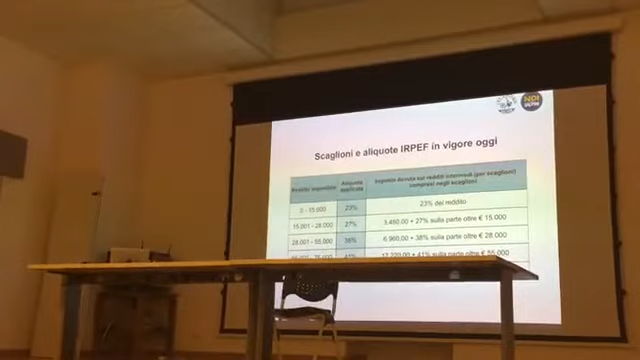 NOI
Scaglioni e aliquote IRPEF in vigore oggi
Reddito imponibile Aliquota applicata Imposta dovuta sui redditi intermedi (per scaglioni) compresi negli scaglioni
0 - 15.000 23% 23% del reddito
15.001 - 28.000 27% 3.450,00 + 27% sulla parte oltre € 15.000
28.001 - 55.000 38% 6.960,00 + 38% sulla parte oltre € 28.000
41% 17.220,00 + 41% sulla parte oltre € 55.000